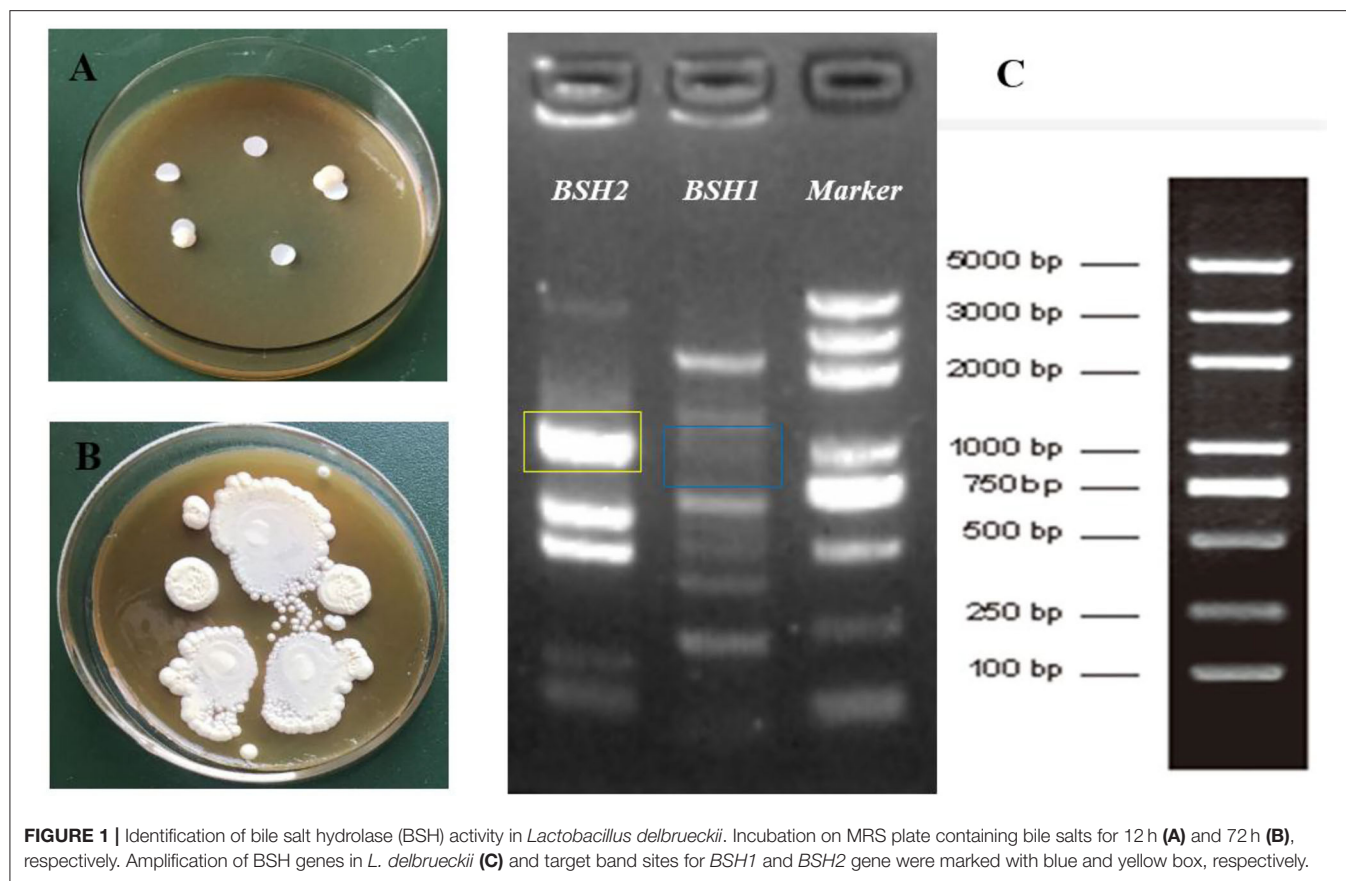 A
B
C
BSH2 BSH1 Marker
5000 bp
3000 bp
2000 bp
1000 bp
750bp
500 bp
250 bp
100 bp
FIGURE 1 | Identification of bile salt hydrolase (BSH) activity in Lactobacillus delbrueckii. Incubation on MRS plate containing bile salts for 12 h (A) and 72 h (B),
respectively. Amplification of BSH genes in L. delbrueckii (C) and target band sites for BSH1 and BSH2 gene were marked with blue and yellow box, respectively.